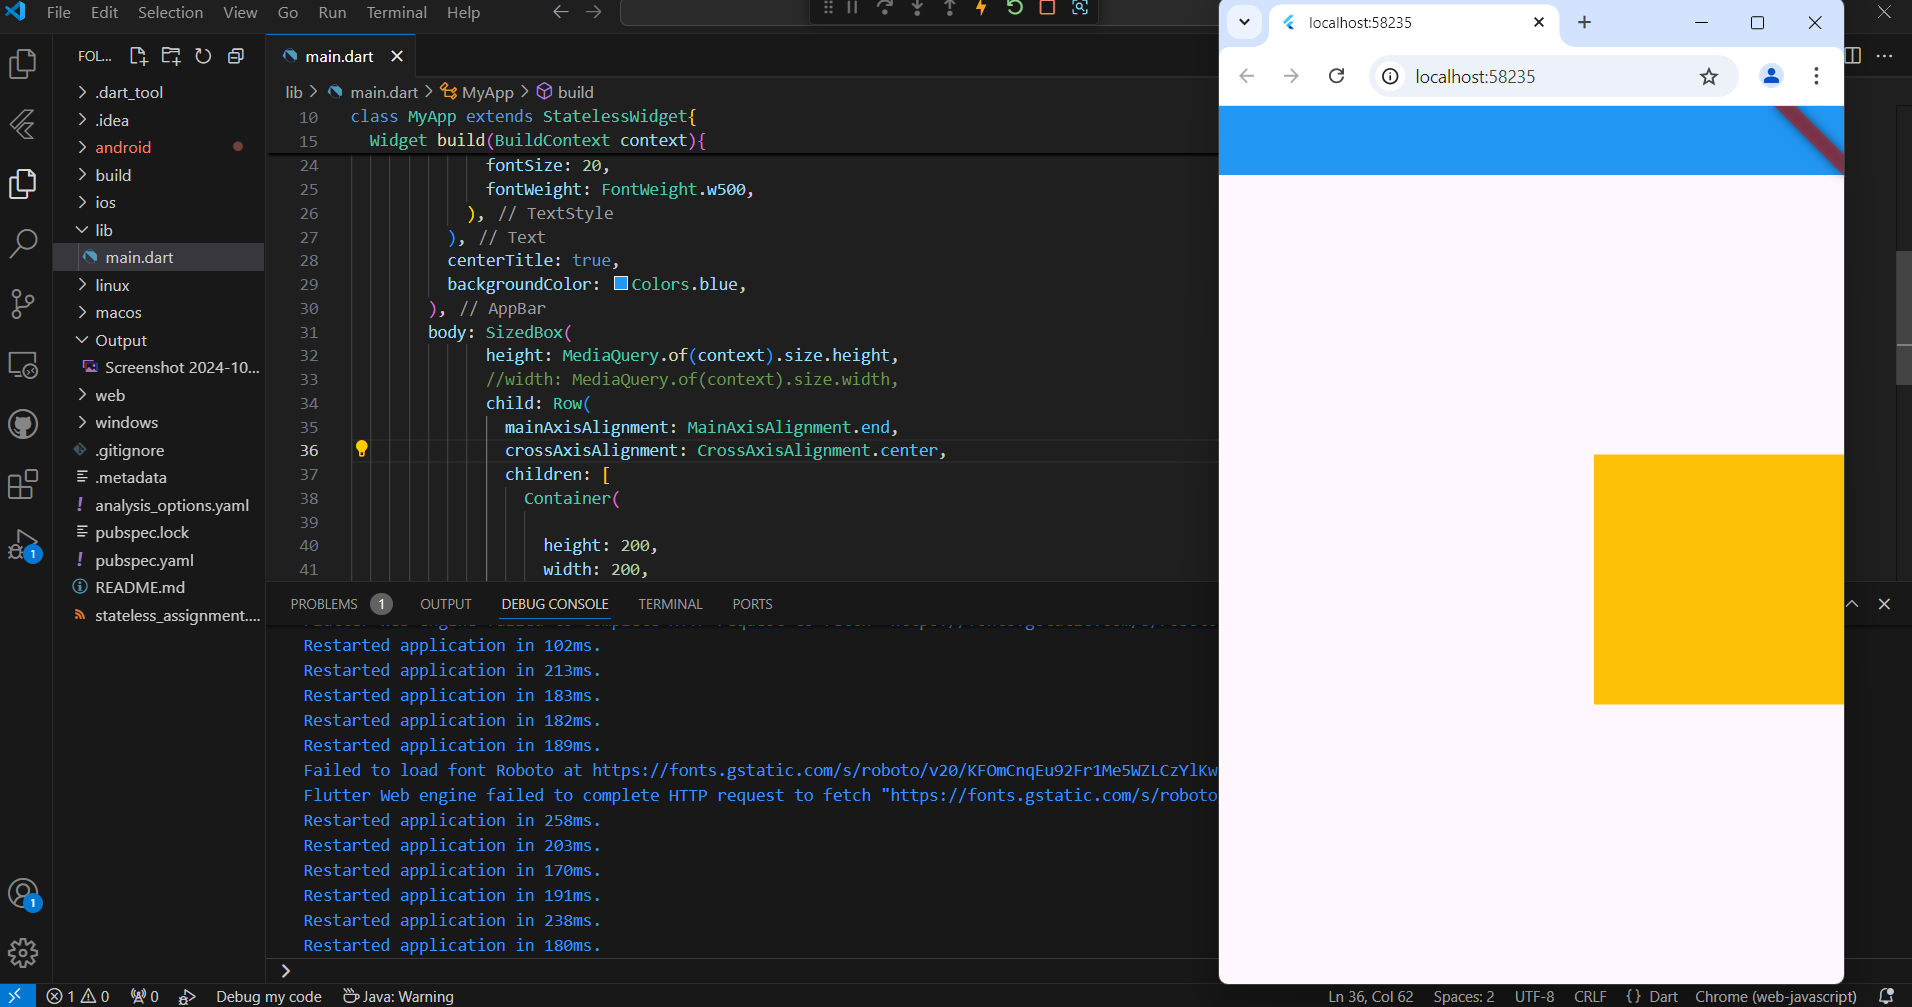 File Edit Selection View Go Run Terminal Help
FOL...
.dart_tool
.idea
android
build
ios
lib
main.dart
linux
macos
Output
Screenshot 2024-10...
web
windows
.gitignore
.metadata
analysis_options.yaml
pubspec.lock
pubspec.yaml
README.md
stateless_assignment....
main.dart
lib > main.dart > MyApp > build
10 class MyApp extends StatelessWidget{
15 Widget build(BuildContext context){
24 fontSize: 20,
25 fontWeight: FontWeight.w500,
26 ), // TextStyle
27 ), // Text
28 centerTitle: true,
29 backgroundColor: Colors.blue,
30 ), // AppBar
31 body: SizedBox(
32 height: MediaQuery.of(context).size.height,
33 //width: MediaQuery.of(context).size.width,
34 child: Row(
35 mainAxisAlignment: MainAxisAlignment.end,
36 crossAxisAlignment: CrossAxisAlignment.center,
37 children: [
38 Container(
39
40 height: 200,
41 width: 200,
PROBLEMS 1 OUTPUT DEBUG CONSOLE TERMINAL PORTS
Restarted application in 102ms.
Restarted application in 213ms.
Restarted application in 183ms.
Restarted application in 182ms.
Restarted application in 189ms.
Failed to load font Roboto at https://fonts.gstatic.com/s/roboto/v20/KFOmCnqEu92Fr1Me5WZLCzYlKw
Flutter Web engine failed to complete HTTP request to fetch "https://fonts.gstatic.com/s/roboto
Restarted application in 258ms.
Restarted application in 203ms.
Restarted application in 170ms.
Restarted application in 191ms.
Restarted application in 238ms.
Restarted application in 180ms.
>
1
1
1 0 0 Debug my code Java: Warning
Ln 36, Col 62 Spaces: 2 UTF-8 CRLF {} Dart Chrome (web-javascript)
localhost:58235
localhost:58235